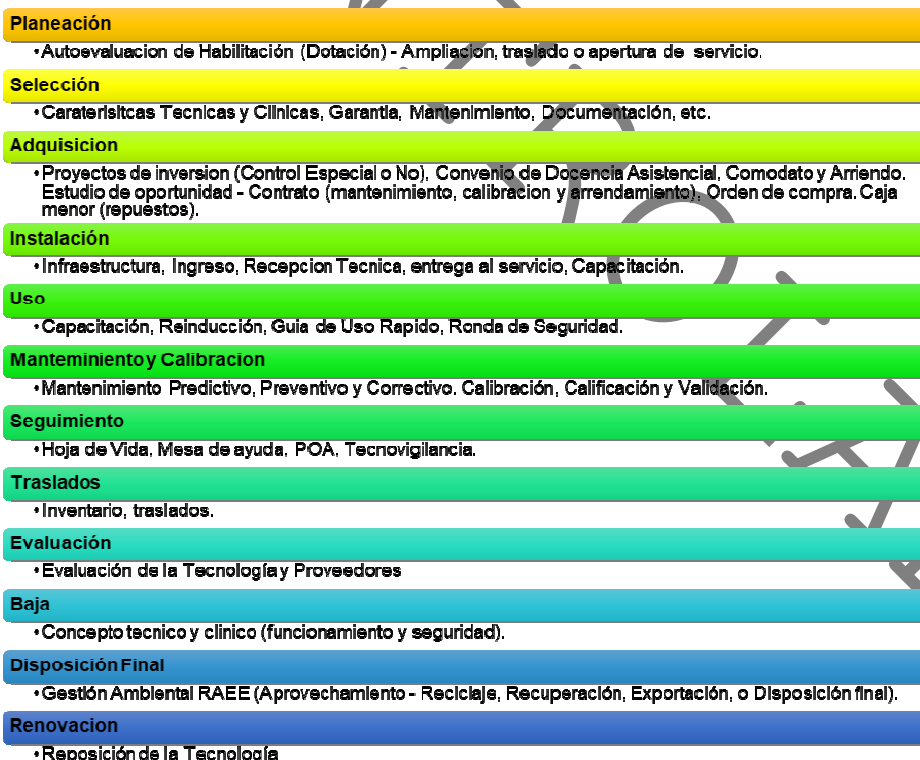 Planeación
•Autoevaluacion de Habilitación (Dotación) - Ampliacion, traslado o apertura de servicio.
Selección
•Caraterisitcas Tecnicas y Clinicas, Garantia, Mantenimiento, Documentación, etc.
Adquisicion
•Proyectos de inversion (Control Especial o No), Convenio de Docencia Asistencial, Comodato y Arriendo.
Estudio de oportunidad - Contrato (mantenimiento, calibracion y arrendamiento), Orden de compra. Caja
menor (repuestos).
Instalación
•Infraestructura, Ingreso, Recepcion Tecnica, entrega al servicio, Capacitación.
Uso
•Capacitación, Reinducción, Guia de Uso Rapido, Ronda de Seguridad.
Manteminiento y Calibracion
•Mantenimiento Predictivo, Preventivo y Correctivo. Calibración, Calificación y Validación.
Seguimiento
•Hoja de Vida, Mesa de ayuda, POA, Tecnovigilancia.
Traslados
•Inventario, traslados.
Evaluación
•Evaluación de la Tecnología y Proveedores
Baja
•Concepto tecnico y clinico (funcionamiento y seguridad).
Disposición Final
•Gestión Ambiental RAEE (Aprovechamiento - Reciclaje, Recuperación, Exportación, o Disposición final).
Renovacion
•Reposición de la Tecnología